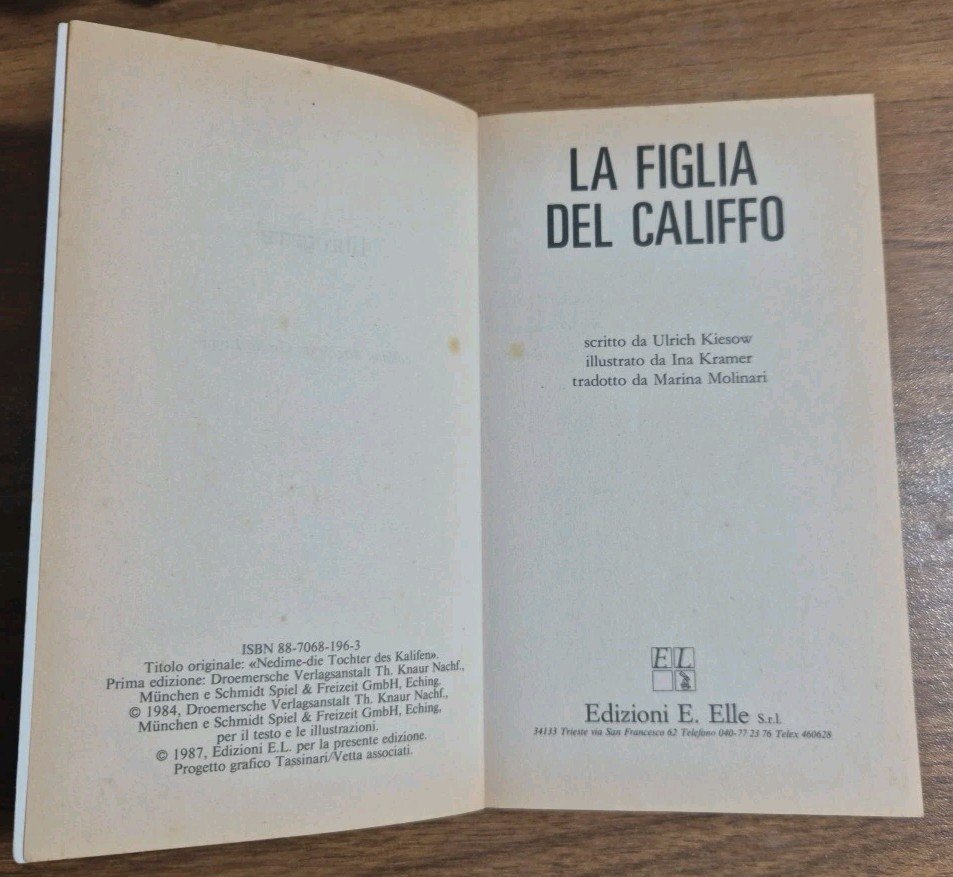 ISBN 88-7068-196-3
Titolo originale: «Nedime-die Tochter des Kalifen».
Prima edizione: Droemersche Verlagsanstalt Th. Knaur Nachf.,
München e Schmidt Spiel & Freizeit GmbH, Eching.
© 1984, Droemersche Verlagsanstalt Th. Knaur Nachf.,
München e Schmidt Spiel & Freizeit GmbH, Eching,
per il testo e le illustrazioni.
© 1987, Edizioni E.L. per la presente edizione.
Progetto grafico Tassinari/Vetta associati.
LA FIGLIA
DEL CALIFFO
scritto da Ulrich Kiesow
illustrato da Ina Kramer
tradotto da Marina Molinari
E L
Edizioni E. Elle S.r.l.
34133 Trieste via San Francesco 62 Telefono 040-77 23 76 Telex 460628